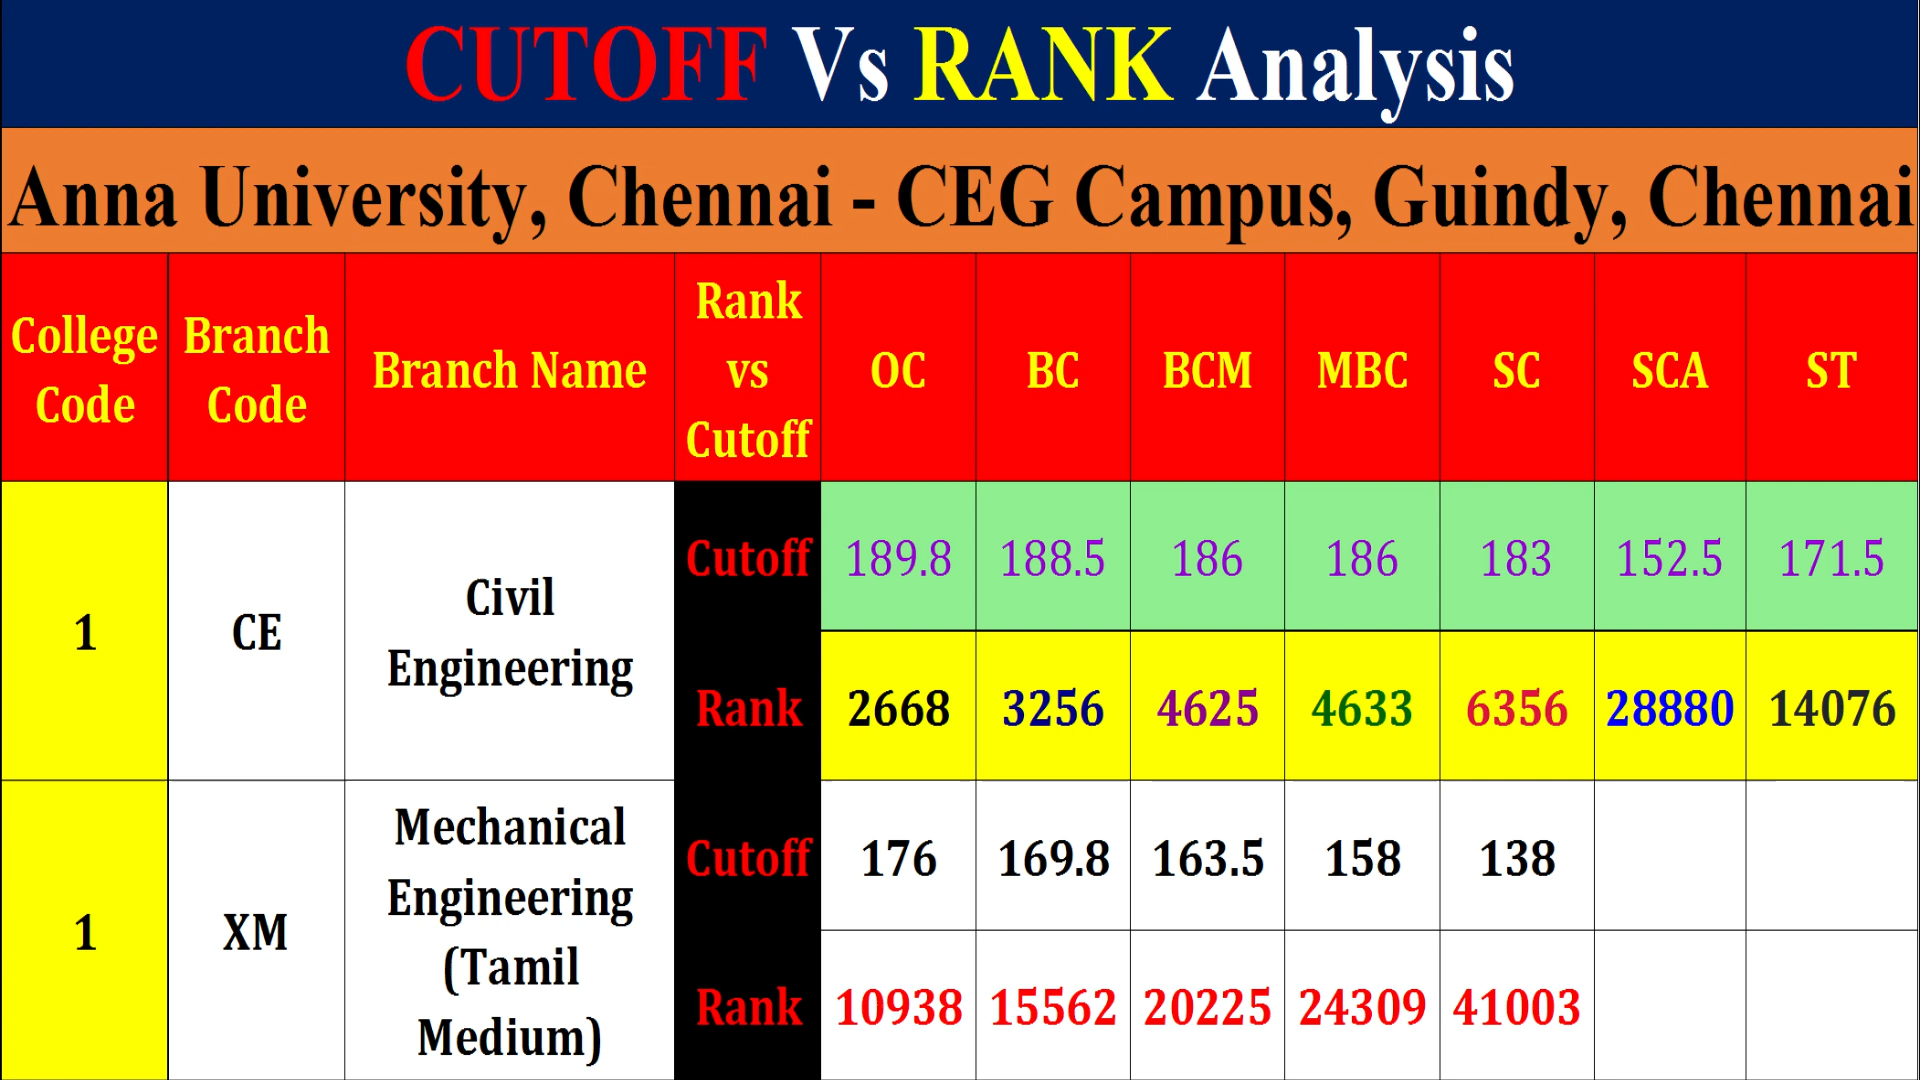 CUTOFF Vs RANK Analysis
Anna University, Chennai - CEG Campus, Guindy, Chennai
College Code Branch Code Branch Name Rank vs Cutoff OC BC BCM MBC SC SCA ST
1 CE Civil Engineering Cutoff 189.8 188.5 186 186 183 152.5 171.5
Rank 2668 3256 4625 4633 6356 28880 14076
1 XM Mechanical Engineering (Tamil Medium) Cutoff 176 169.8 163.5 158 138
Rank 10938 15562 20225 24309 41003